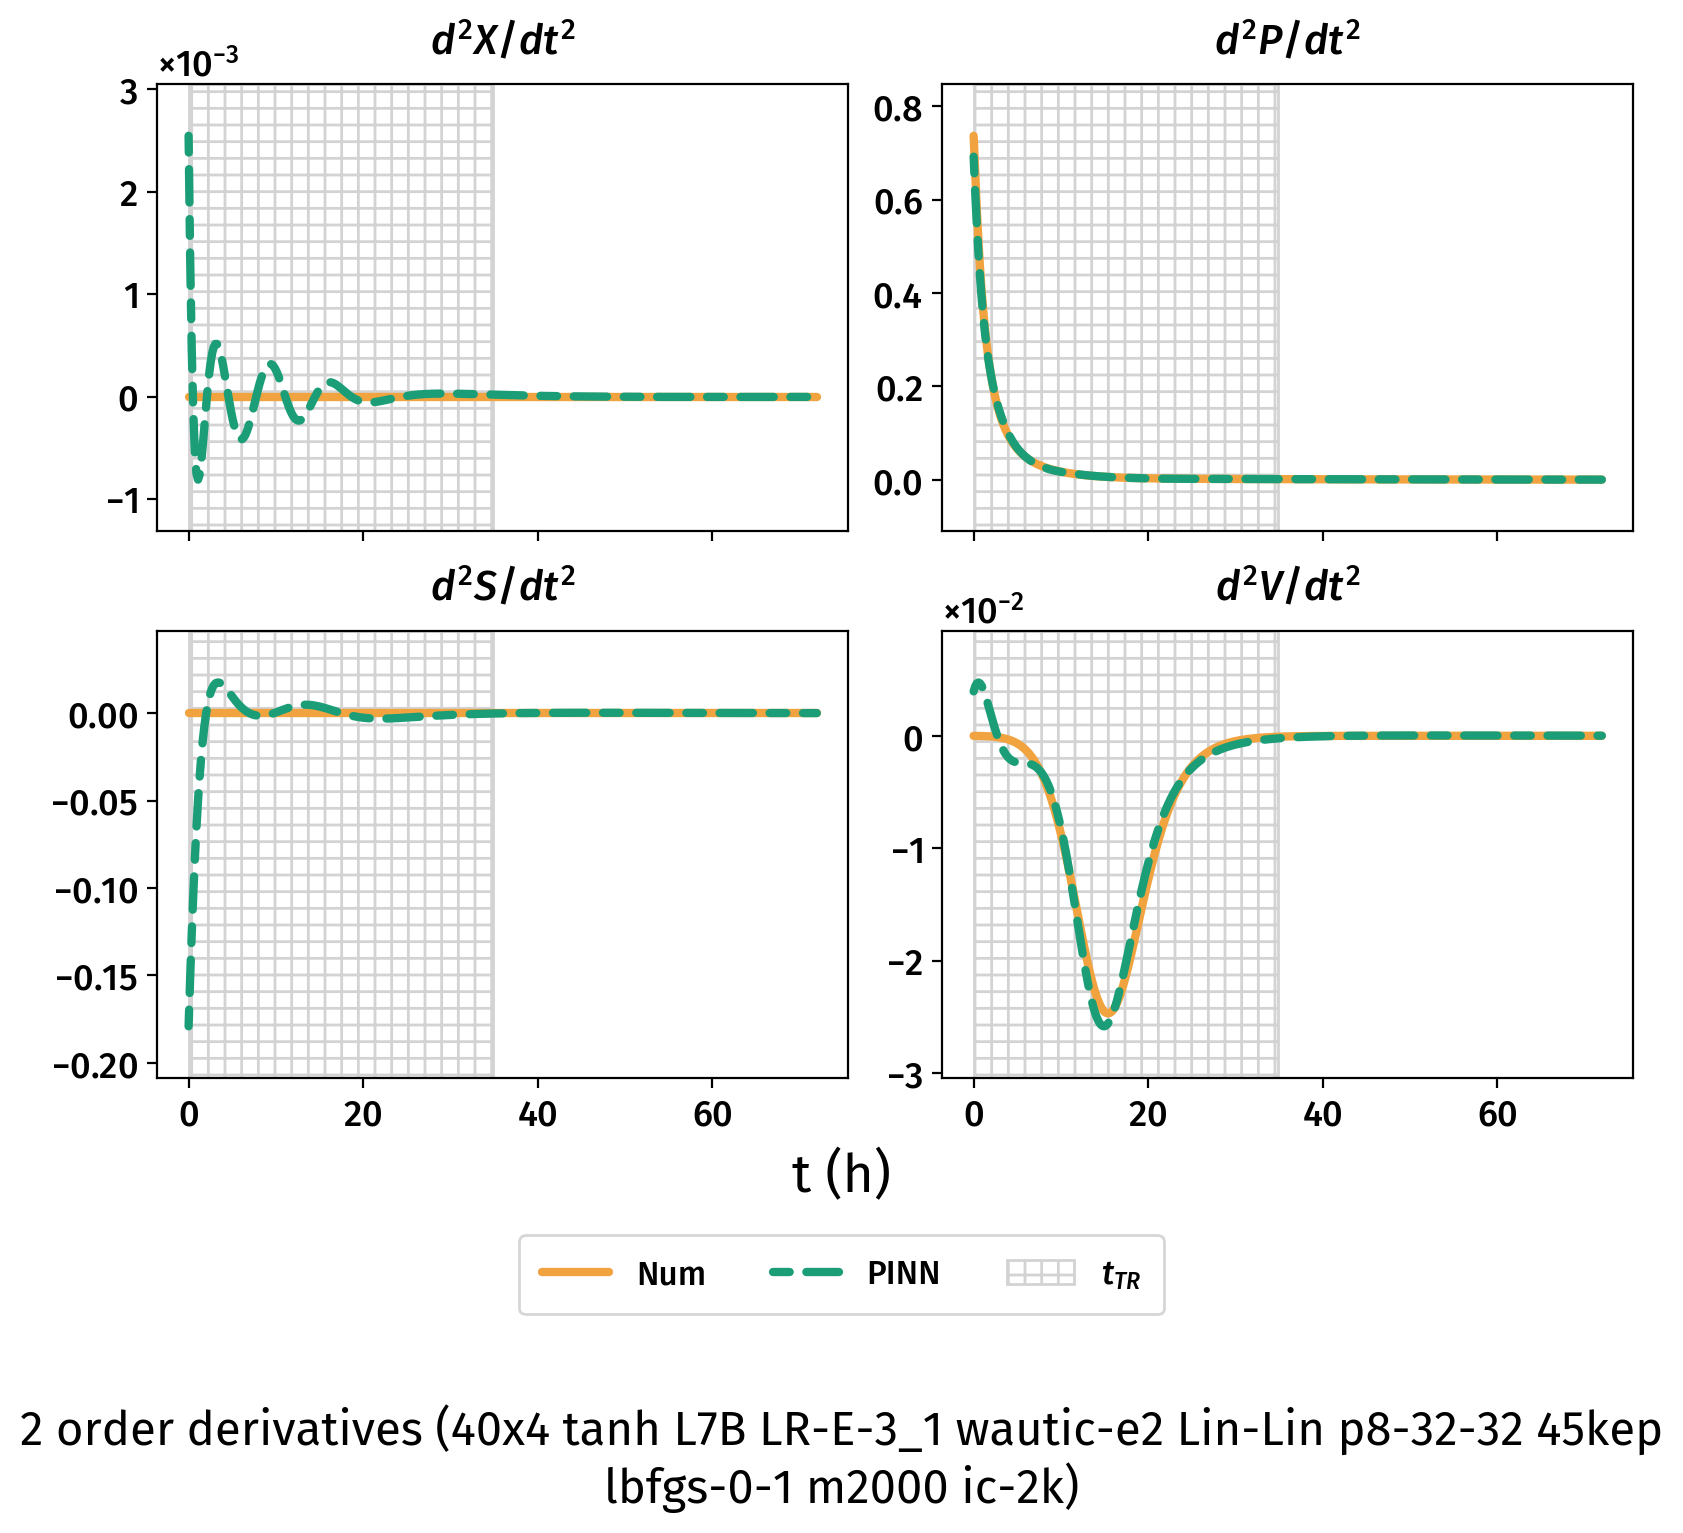 d²X/dt²
×10⁻³
3
2
1
0
−1
d²P/dt²
0.8
0.6
0.4
0.2
0.0
d²S/dt²
0.00
−0.05
−0.10
−0.15
−0.20
0 20 40 60
d²V/dt²
×10⁻²
0
−1
−2
−3
0 20 40 60
t (h)
Num PINN t_TR
2 order derivatives (40x4 tanh L7B LR-E-3_1 wautic-e2 Lin-Lin p8-32-32 45kep
lbfgs-0-1 m2000 ic-2k)